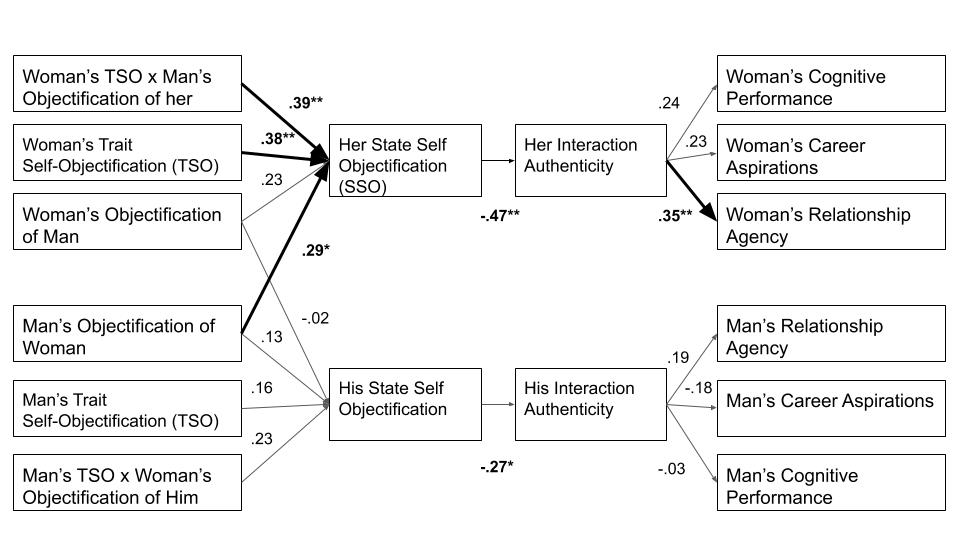 Woman's TSO x Man's
Objectification of her
Woman's Trait
Self-Objectification (TSO)
Woman's Objectification
of Man
Man's Objectification of
Woman
Man's Trait
Self-Objectification (TSO)
Man's TSO x Woman's
Objectification of Him
.39**
.38**
.23
.29*
-.02
.13
.16
.23
Her State Self
Objectification
(SSO)
His State Self
Objectification
-.47**
-.27*
Her Interaction
Authenticity
His Interaction
Authenticity
.24
.23
.35**
.19
-.18
-.03
Woman's Cognitive
Performance
Woman's Career
Aspirations
Woman's Relationship
Agency
Man's Relationship
Agency
Man's Career Aspirations
Man's Cognitive
Performance